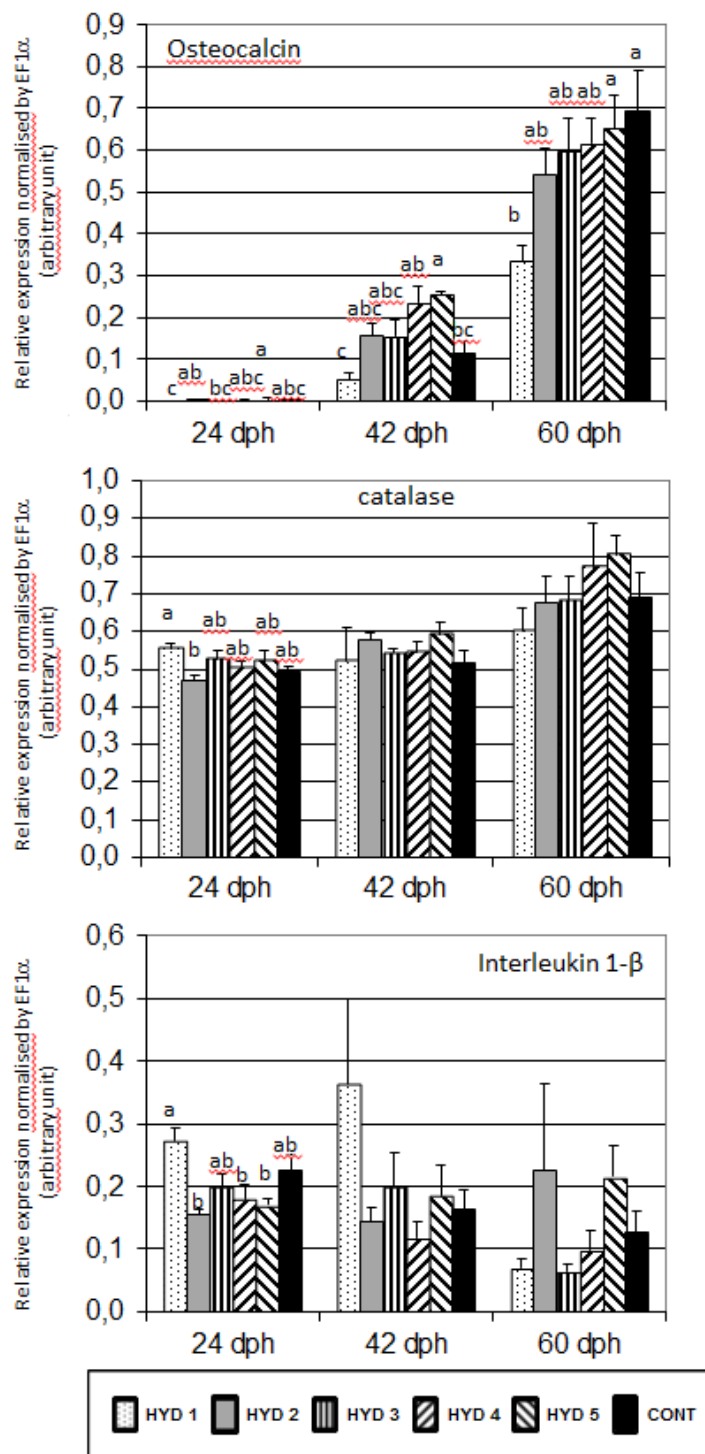 Osteocalcin
Relative expression normalised by EF1α
(arbitrary unit)
0,9
0,8
0,7
0,6
0,5
0,4
0,3
0,2
0,1
0,0
c
ab
bc
abc
a
abc
c
abc
abc
ab
a
bc
b
ab
ab
ab
a
a
24 dph
42 dph
60 dph
catalase
Relative expression normalised by EF1α
(arbitrary unit)
1,0
0,9
0,8
0,7
0,6
0,5
0,4
0,3
0,2
0,1
0,0
a
b
ab
ab
ab
ab
24 dph
42 dph
60 dph
Interleukin 1-β
Relative expression normalised by EF1α
(arbitrary unit)
0,6
0,5
0,4
0,3
0,2
0,1
0,0
a
b
ab
b
b
ab
24 dph
42 dph
60 dph
HYD 1
HYD 2
HYD 3
HYD 4
HYD 5
CONT